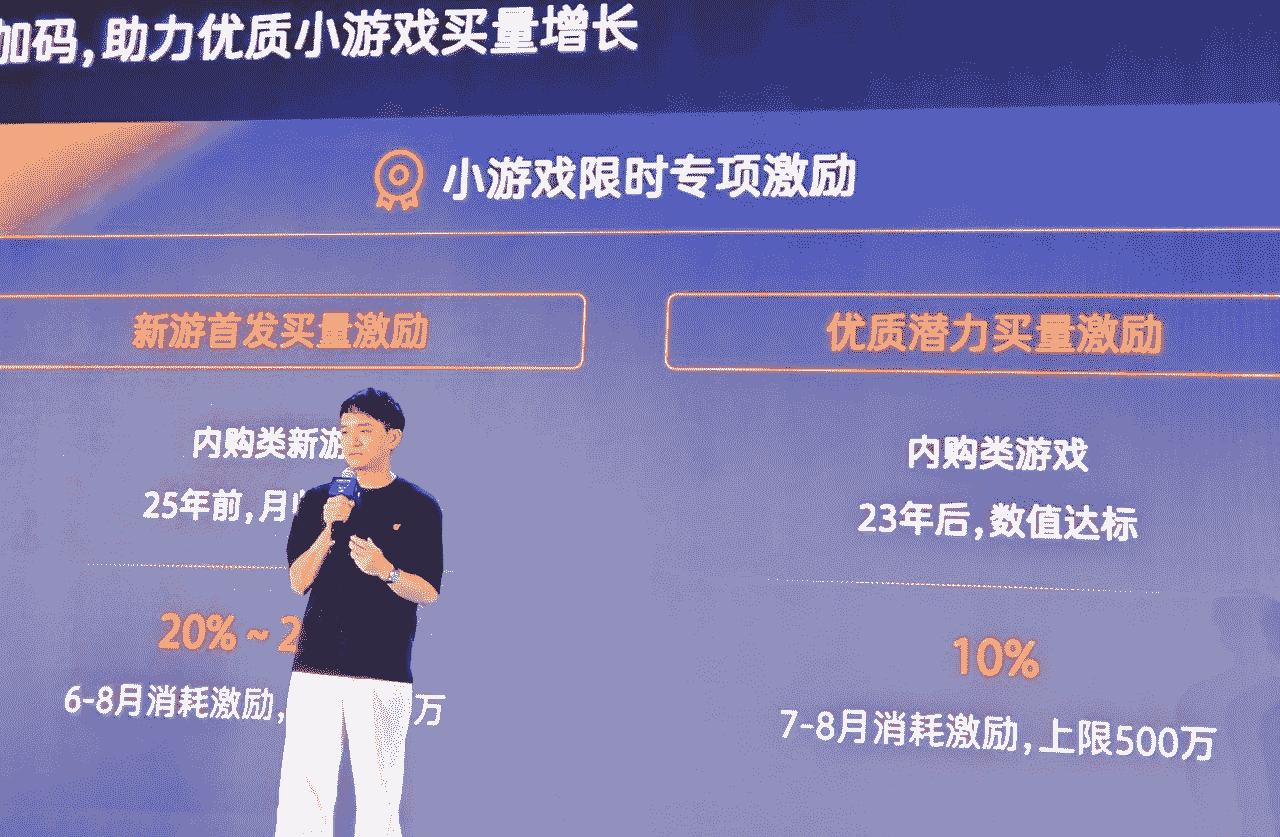 加码,助力优质小游戏买量增长
小游戏限时专项激励
新游首发买量激励
内购类新游
25年前,月
20% ~ 2
6-8月消耗激励, 万
优质潜力买量激励
内购类游戏
23年后,数值达标
10%
7-8月消耗激励,上限500万